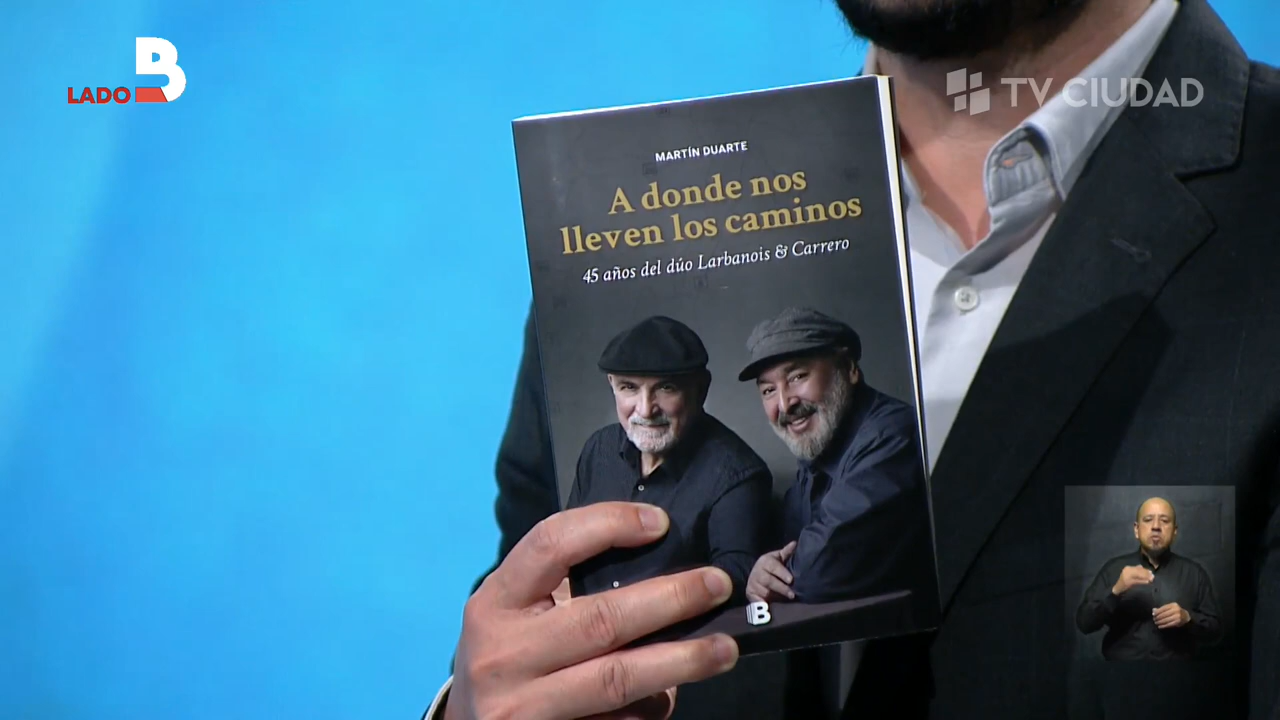 LADO B
TV CIUDAD
MARTÍN DUARTE
A donde nos
lleven los caminos
45 años del dúo Larbanois & Carrero
B